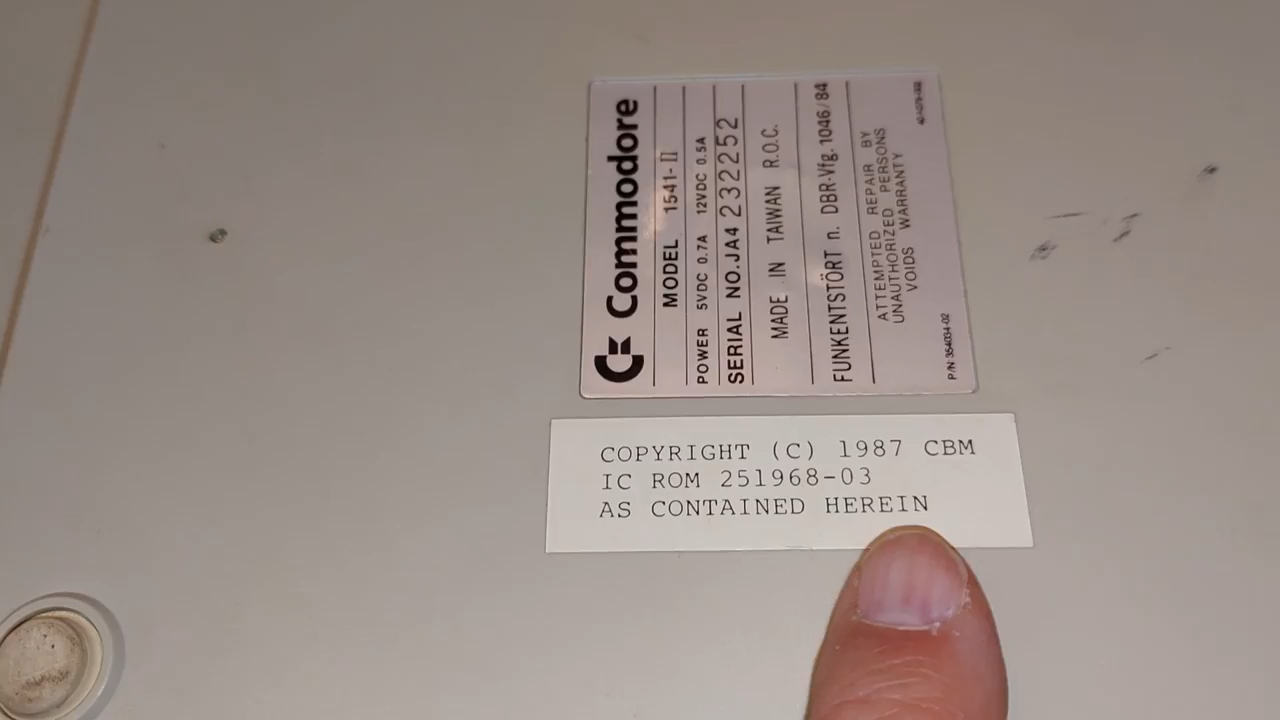 Commodore
MODEL 1541-II
POWER 5VDC 0.7A 12VDC 0.5A
SERIAL NO.JA4 232252
MADE IN TAIWAN R.O.C.
FUNKENTSTÖRT n. DBR-Vfg. 1046/84
ATTEMPTED REPAIR BY
UNAUTHORIZED PERSONS
VOIDS WARRANTY
P/N:354034-02
COPYRIGHT (C) 1987 CBM
IC ROM 251968-03
AS CONTAINED HEREIN